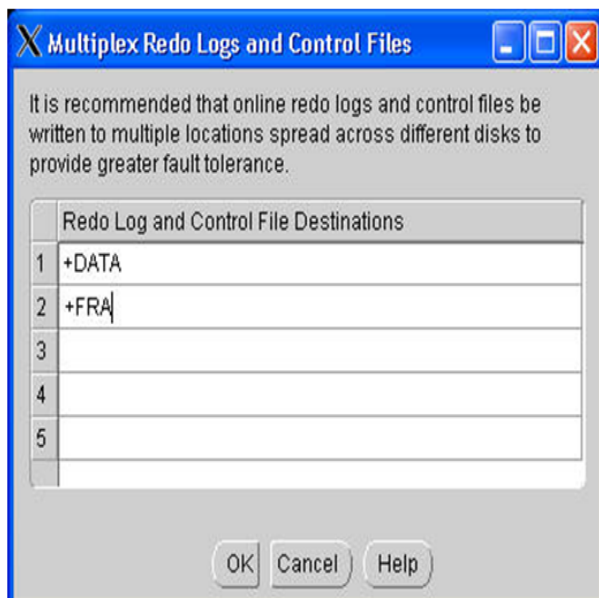 X Multiplex Redo Logs and Control Files
It is recommended that online redo logs and control files be
written to multiple locations spread across different disks to
provide greater fault tolerance.
Redo Log and Control File Destinations
1 +DATA
2 +FRA
3
4
5
OK Cancel Help